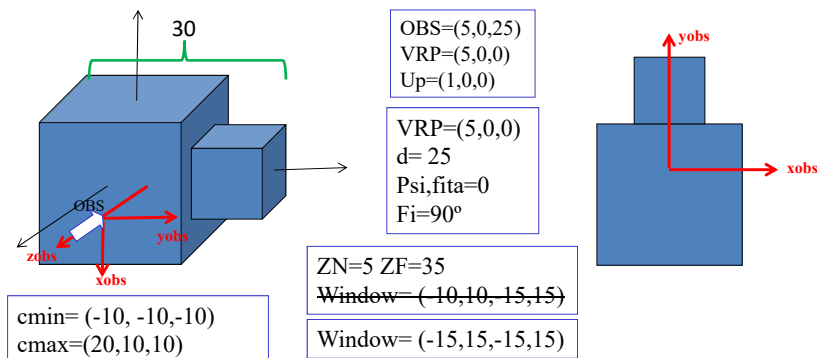 30
OBS
zobs
yobs
xobs
cmin= (-10, -10,-10)
cmax=(20,10,10)
OBS=(5,0,25)
VRP=(5,0,0)
Up=(1,0,0)
VRP=(5,0,0)
d= 25
Psi,fita=0
Fi=90º
ZN=5 ZF=35
Window= (-10,10,-15,15)
Window= (-15,15,-15,15)
yobs
xobs